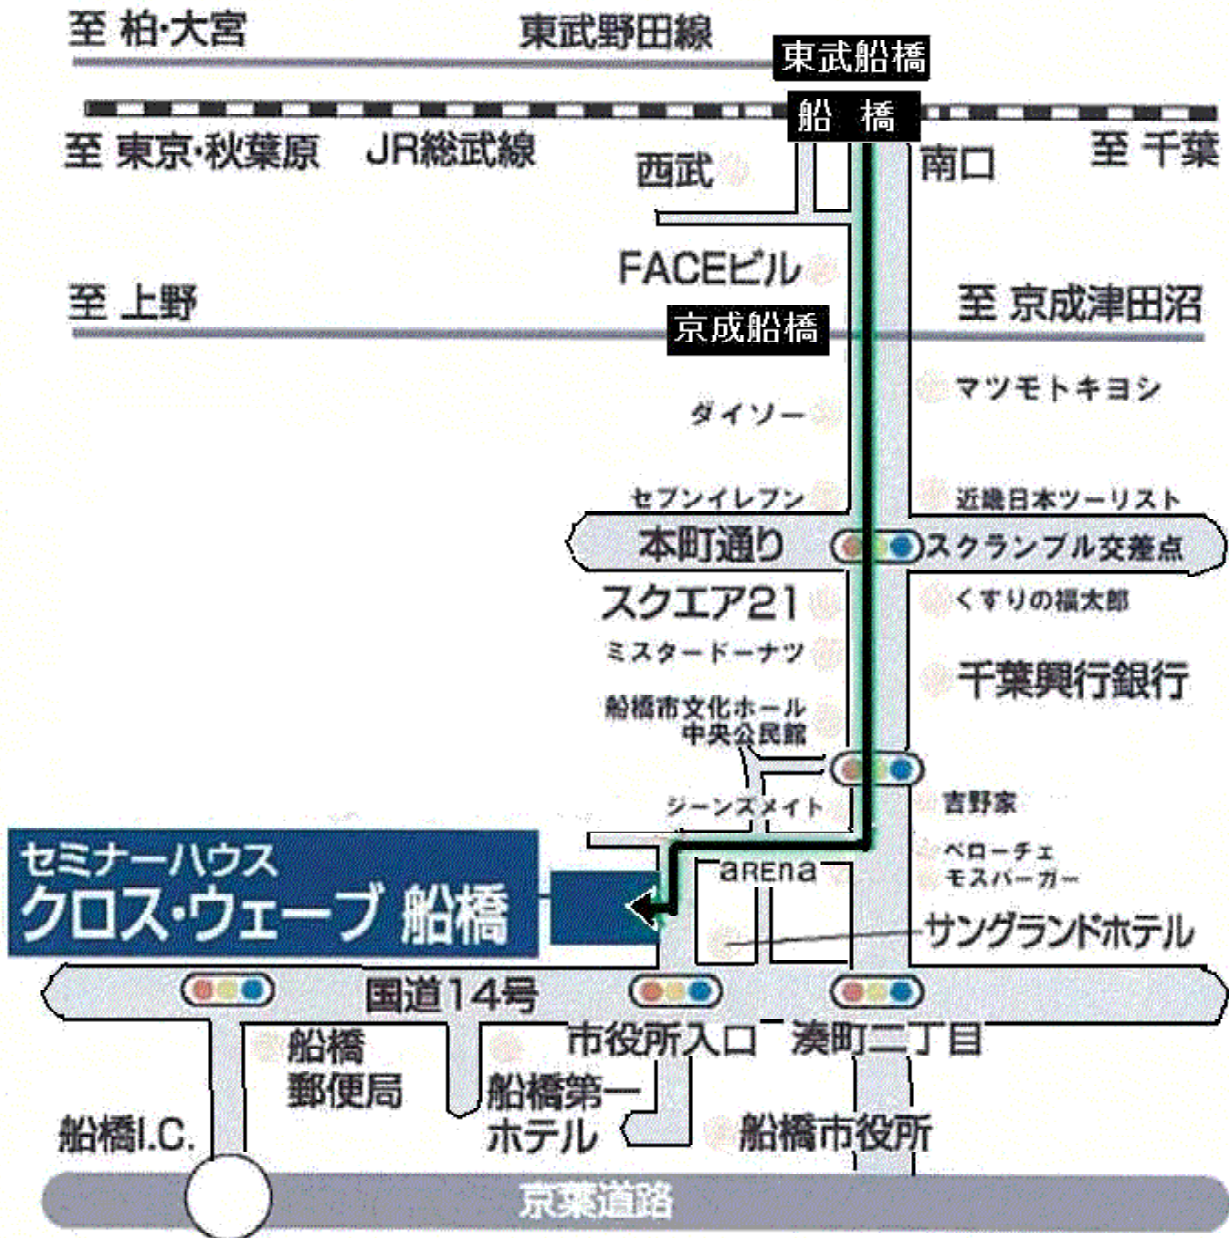 至 柏・大宮
東武野田線
東武船橋
船 橋
至 東京・秋葉原
JR総武線
西武
南口
至 千葉
FACEビル
至 上野
京成船橋
至 京成津田沼
マツモトキヨシ
ダイソー
セブンイレブン
近畿日本ツーリスト
本町通り
スクランブル交差点
スクエア21
くすりの福太郎
ミスタードーナツ
千葉興行銀行
船橋市文化ホール
中央公民館
ジーンズメイト
吉野家
セミナーハウス
クロス・ウェーブ 船橋
aREna
ベローチェ
モスバーガー
サングランドホテル
国道14号
市役所入口
湊町二丁目
船橋
郵便局
船橋第一
ホテル
船橋I.C.
船橋市役所
京葉道路